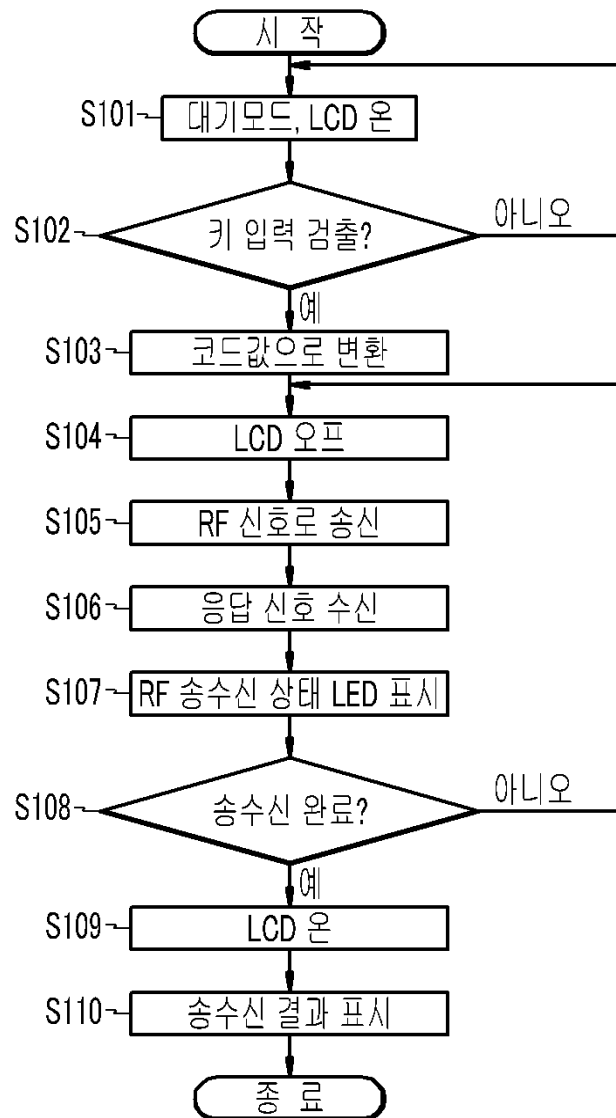 시 작
S101 대기모드, LCD 온
S102 키 입력 검출? 아니오
예
S103 코드값으로 변환
S104 LCD 오프
S105 RF 신호로 송신
S106 응답 신호 수신
S107 RF 송수신 상태 LED 표시
S108 송수신 완료? 아니오
예
S109 LCD 온
S110 송수신 결과 표시
종 료